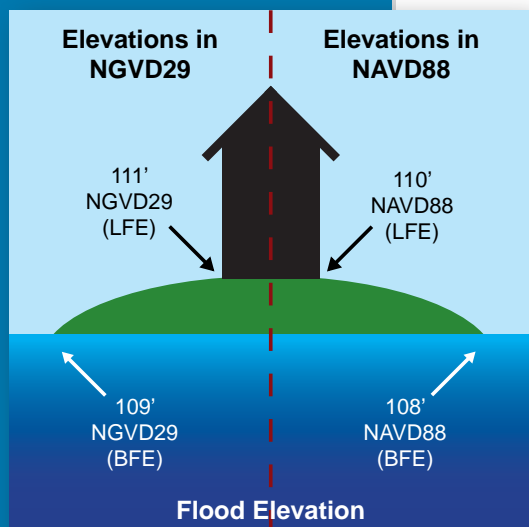 Elevations in
NGVD29
Elevations in
NAVD88
111’
NGVD29
(LFE)
110’
NAVD88
(LFE)
109’
NGVD29
(BFE)
108’
NAVD88
(BFE)
Flood Elevation